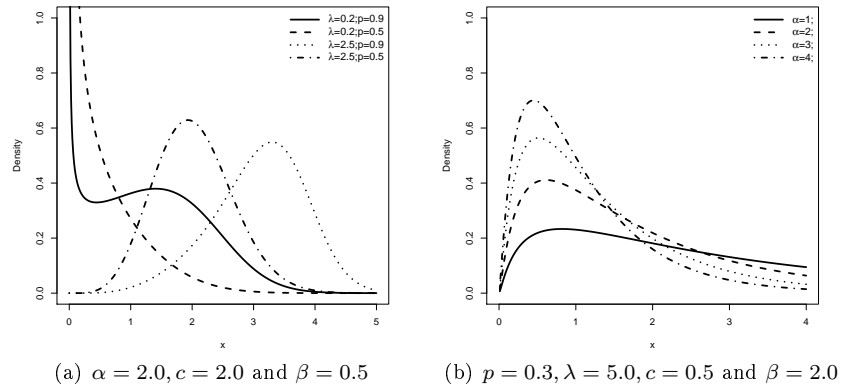 λ=0.2;p=0.9
λ=0.2;p=0.5
λ=2.5;p=0.9
λ=2.5;p=0.5
Density
0.0 0.2 0.4 0.6 0.8 1.0
0 1 2 3 4 5
x
(a) α = 2.0, c = 2.0 and β = 0.5
α=1;
α=2;
α=3;
α=4;
Density
0.0 0.2 0.4 0.6 0.8 1.0
0 1 2 3 4
x
(b) p = 0.3, λ = 5.0, c = 0.5 and β = 2.0